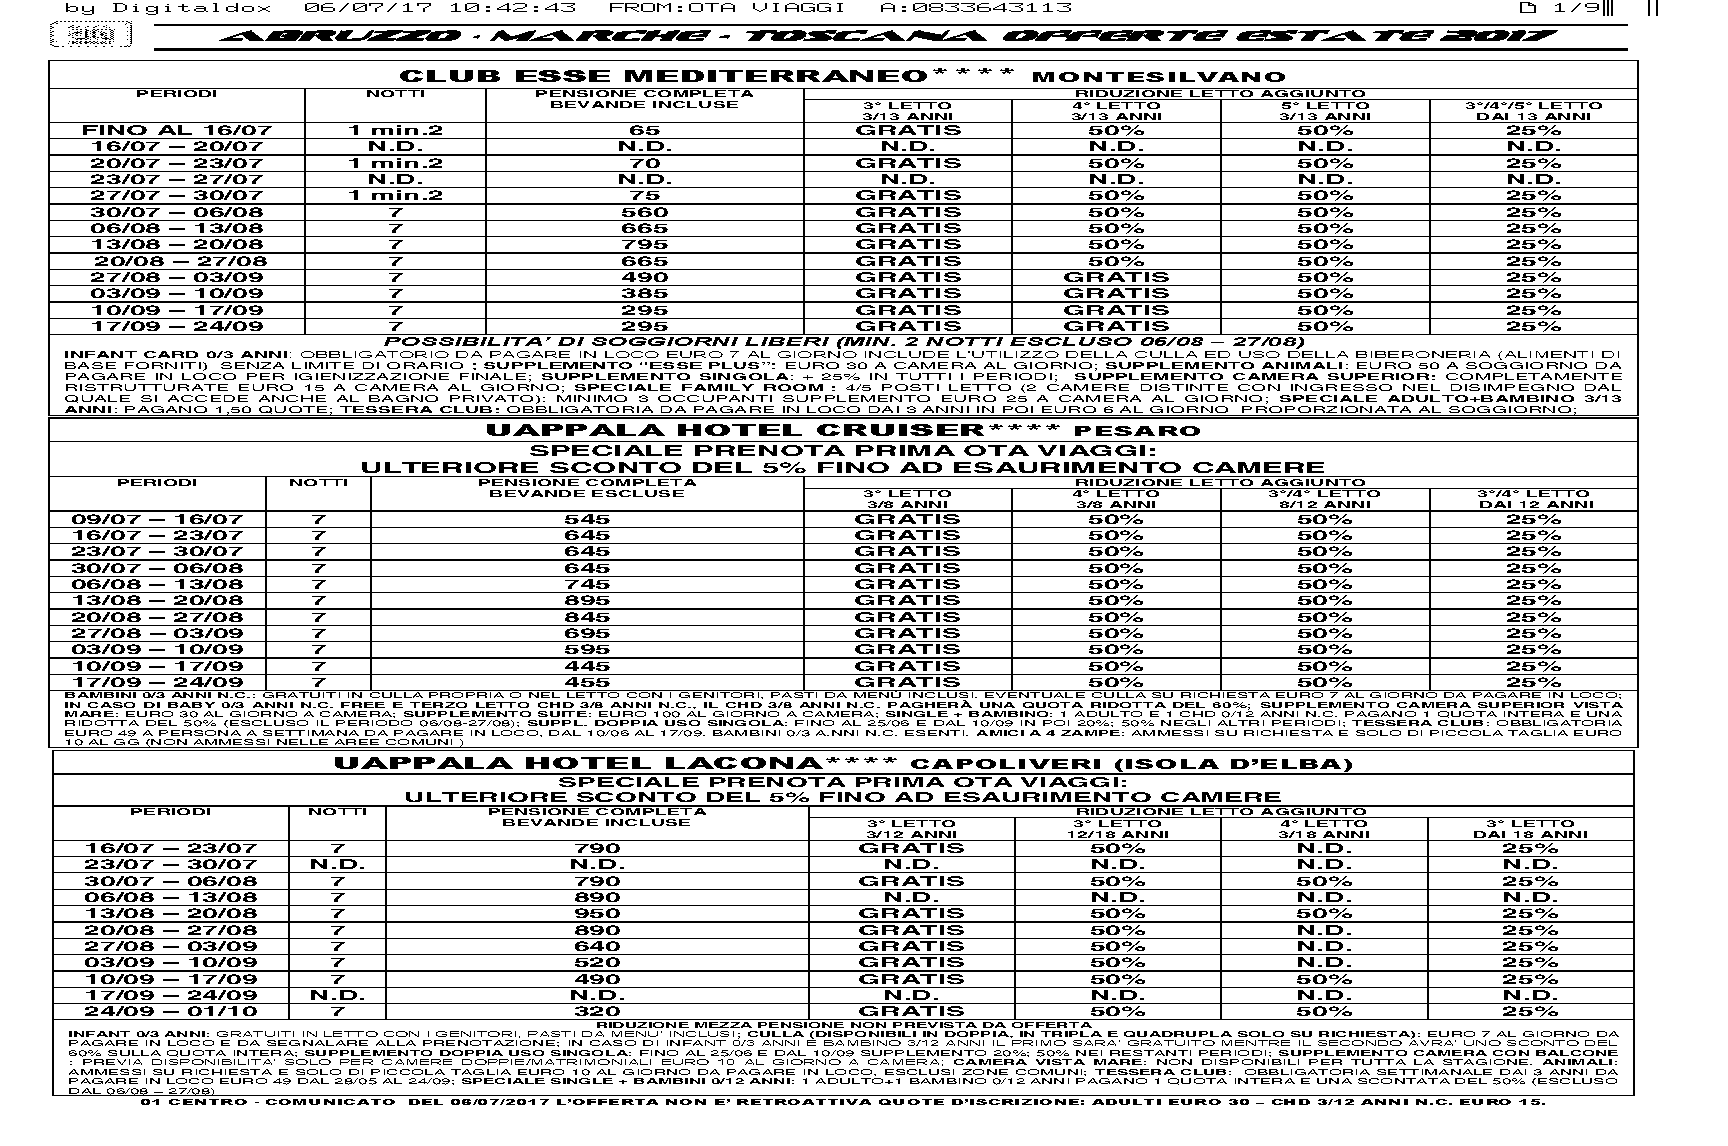 by Digitaldox 06/07/17 10:42:43 FROM:OTA VIAGGI A:0833643113 1/9
ABRUZZO - MARCHE - TOSCANA OFFERTE ESTATE 2017
CLUB ESSE MEDITERRANEO**** MONTESILVANO
PERIODI NOTTI PENSIONE COMPLETA RIDUZIONE LETTO AGGIUNTO
BEVANDE INCLUSE 3° LETTO 4° LETTO 5° LETTO 3°/4°/5° LETTO
3/13 ANNI 3/13 ANNI 3/13 ANNI DAI 13 ANNI
FINO AL 16/07 1 min.2 65 GRATIS 50% 50% 25%
16/07 – 20/07 N.D. N.D. N.D. N.D. N.D. N.D.
20/07 – 23/07 1 min.2 70 GRATIS 50% 50% 25%
23/07 – 27/07 N.D. N.D. N.D. N.D. N.D. N.D.
27/07 – 30/07 1 min.2 75 GRATIS 50% 50% 25%
30/07 – 06/08 7 560 GRATIS 50% 50% 25%
06/08 – 13/08 7 665 GRATIS 50% 50% 25%
13/08 – 20/08 7 795 GRATIS 50% 50% 25%
20/08 – 27/08 7 665 GRATIS 50% 50% 25%
27/08 – 03/09 7 490 GRATIS GRATIS 50% 25%
03/09 – 10/09 7 385 GRATIS GRATIS 50% 25%
10/09 – 17/09 7 295 GRATIS GRATIS 50% 25%
17/09 – 24/09 7 295 GRATIS GRATIS 50% 25%
POSSIBILITA' DI SOGGIORNI LIBERI (MIN. 2 NOTTI ESCLUSO 06/08 – 27/08)
INFANT CARD 0/3 ANNI: OBBLIGATORIO DA PAGARE IN LOCO EURO 7 AL GIORNO INCLUDE L'UTILIZZO DELLA CULLA ED USO DELLA BIBERONERIA (ALIMENTI DI
BASE FORNITI) SENZA LIMITE DI ORARIO ; SUPPLEMENTO "ESSE PLUS": EURO 30 A CAMERA AL GIORNO; SUPPLEMENTO ANIMALI: EURO 50 A SOGGIORNO DA
PAGARE IN LOCO PER IGIENIZZAZIONE FINALE; SUPPLEMENTO SINGOLA: + 25% IN TUTTI I PERIODI; SUPPLEMENTO CAMERA SUPERIOR: COMPLETAMENTE
RISTRUTTURATE EURO 15 A CAMERA AL GIORNO; SPECIALE FAMILY ROOM : 4/5 POSTI LETTO (2 CAMERE DISTINTE CON INGRESSO NEL DISIMPEGNO DAL
QUALE SI ACCEDE ANCHE AL BAGNO PRIVATO): MINIMO 3 OCCUPANTI SUPPLEMENTO EURO 25 A CAMERA AL GIORNO; SPECIALE ADULTO+BAMBINO 3/13
ANNI: PAGANO 1,50 QUOTE; TESSERA CLUB: OBBLIGATORIA DA PAGARE IN LOCO DAI 3 ANNI IN POI EURO 6 AL GIORNO PROPORZIONATA AL SOGGIORNO;
UAPPALA HOTEL CRUISER**** PESARO
SPECIALE PRENOTA PRIMA OTA VIAGGI:
ULTERIORE SCONTO DEL 5% FINO AD ESAURIMENTO CAMERE
PERIODI NOTTI PENSIONE COMPLETA RIDUZIONE LETTO AGGIUNTO
BEVANDE ESCLUSE 3° LETTO 4° LETTO 3°/4° LETTO 3°/4° LETTO
3/8 ANNI 3/8 ANNI 8/12 ANNI DAI 12 ANNI
09/07 – 16/07 7 545 GRATIS 50% 50% 25%
16/07 – 23/07 7 645 GRATIS 50% 50% 25%
23/07 – 30/07 7 645 GRATIS 50% 50% 25%
30/07 – 06/08 7 645 GRATIS 50% 50% 25%
06/08 – 13/08 7 745 GRATIS 50% 50% 25%
13/08 – 20/08 7 895 GRATIS 50% 50% 25%
20/08 – 27/08 7 845 GRATIS 50% 50% 25%
27/08 – 03/09 7 695 GRATIS 50% 50% 25%
03/09 – 10/09 7 595 GRATIS 50% 50% 25%
10/09 – 17/09 7 445 GRATIS 50% 50% 25%
17/09 – 24/09 7 455 GRATIS 50% 50% 25%
BAMBINI 0/3 ANNI N.C.: GRATUITI IN CULLA PROPRIA O NEL LETTO CON I GENITORI, PASTI DA MENÙ INCLUSI. EVENTUALE CULLA SU RICHIESTA EURO 7 AL GIORNO DA PAGARE IN LOCO;
IN CASO DI BABY 0/3 ANNI N.C. FREE E TERZO LETTO CHD 3/8 ANNI N.C., IL CHD 3/8 ANNI N.C. PAGHERÀ UNA QUOTA RIDOTTA DEL 60%; SUPPLEMENTO CAMERA SUPERIOR VISTA
MARE: EURO 30 AL GIORNO A CAMERA; SUPPLEMENTO SUITE: EURO 100 AL GIORNO A CAMERA; SINGLE + BAMBINO: 1 ADULTO E 1 CHD 0/12 ANNI N.C. PAGANO 1 QUOTA INTERA E UNA
RIDOTTA DEL 50% (ESCLUSO IL PERIODO 06/08-27/08); SUPPL. DOPPIA USO SINGOLA: FINO AL 25/06 E DAL 10/09 IN POI 20%; 50% NEGLI ALTRI PERIODI; TESSERA CLUB: OBBLIGATORIA
EURO 49 A PERSONA A SETTIMANA DA PAGARE IN LOCO, DAL 10/06 AL 17/09. BAMBINI 0/3 A.NNI N.C. ESENTI. AMICI A 4 ZAMPE: AMMESSI SU RICHIESTA E SOLO DI PICCOLA TAGLIA EURO
10 AL GG (NON AMMESSI NELLE AREE COMUNI )
UAPPALA HOTEL LACONA**** CAPOLIVERI (ISOLA D'ELBA)
SPECIALE PRENOTA PRIMA OTA VIAGGI:
ULTERIORE SCONTO DEL 5% FINO AD ESAURIMENTO CAMERE
PERIODI NOTTI PENSIONE COMPLETA RIDUZIONE LETTO AGGIUNTO
BEVANDE INCLUSE 3° LETTO 3° LETTO 4° LETTO 3° LETTO
3/12 ANNI 12/18 ANNI 3/18 ANNI DAI 18 ANNI
16/07 – 23/07 7 790 GRATIS 50% N.D. 25%
23/07 – 30/07 N.D. N.D. N.D. N.D. N.D. N.D.
30/07 – 06/08 7 790 GRATIS 50% 50% 25%
06/08 – 13/08 7 890 N.D. N.D. N.D. N.D.
13/08 – 20/08 7 950 GRATIS 50% 50% 25%
20/08 – 27/08 7 890 GRATIS 50% N.D. 25%
27/08 – 03/09 7 640 GRATIS 50% N.D. 25%
03/09 – 10/09 7 520 GRATIS 50% N.D. 25%
10/09 – 17/09 7 490 GRATIS 50% 50% 25%
17/09 – 24/09 N.D. N.D. N.D. N.D. N.D. N.D.
24/09 – 01/10 7 320 GRATIS 50% 50% 25%
RIDUZIONE MEZZA PENSIONE NON PREVISTA DA OFFERTA
INFANT 0/3 ANNI: GRATUITI IN LETTO CON I GENITORI, PASTI DA MENU' INCLUSI; CULLA (DISPONIBILI IN DOPPIA, IN TRIPLA E QUADRUPLA SOLO SU RICHIESTA): EURO 7 AL GIORNO DA
PAGARE IN LOCO E DA SEGNALARE ALLA PRENOTAZIONE; IN CASO DI INFANT 0/3 ANNI E BAMBINO 3/12 ANNI IL PRIMO SARA' GRATUITO MENTRE IL SECONDO AVRA' UNO SCONTO DEL
60% SULLA QUOTA INTERA; SUPPLEMENTO DOPPIA USO SINGOLA: FINO AL 25/06 E DAL 10/09 SUPPLEMENTO 20%; 50% NEI RESTANTI PERIODI; SUPPLEMENTO CAMERA CON BALCONE
: PREVIA DISPONIBILITA' SOLO PER CAMERE DOPPIE/MATRIMONIALI EURO 10 AL GIORNO A CAMERA; CAMERA VISTA MARE: NON DISPONIBILI PER TUTTA LA STAGIONE. ANIMALI:
AMMESSI SU RICHIESTA E SOLO DI PICCOLA TAGLIA EURO 10 AL GIORNO DA PAGARE IN LOCO, ESCLUSI ZONE COMUNI; TESSERA CLUB: OBBLIGATORIA SETTIMANALE DAI 3 ANNI DA
PAGARE IN LOCO EURO 49 DAL 28/05 AL 24/09; SPECIALE SINGLE + BAMBINI 0/12 ANNI: 1 ADULTO+1 BAMBINO 0/12 ANNI PAGANO 1 QUOTA INTERA E UNA SCONTATA DEL 50% (ESCLUSO
DAL 06/08 – 27/08)
01 CENTRO - COMUNICATO DEL 06/07/2017 L'OFFERTA NON E' RETROATTIVA QUOTE D'ISCRIZIONE: ADULTI EURO 30 – CHD 3/12 ANNI N.C. EURO 15.